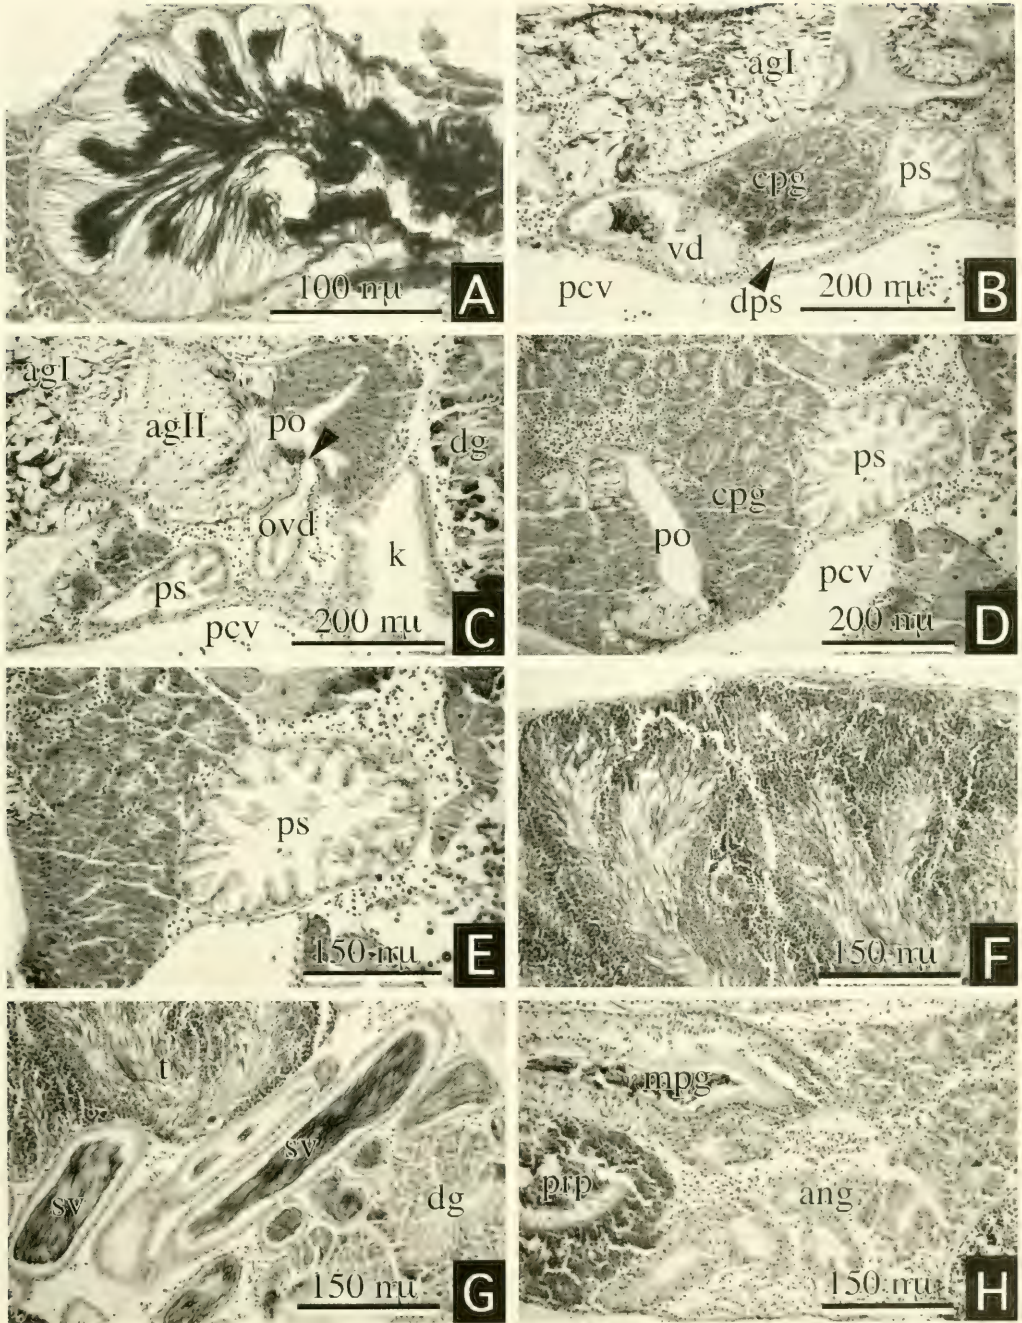 100 mµ
A
agI
cpg
ps
vd
pcv
dps
200 mµ
B
agI
agII
po
dg
ovd
k
ps
pcv
200 mµ
C
ps
cpg
po
pcv
200 mµ
D
ps
150 mµ
E
150 mµ
F
t
sv
sv
dg
150 mµ
G
mpg
prp
ang
150 mµ
H